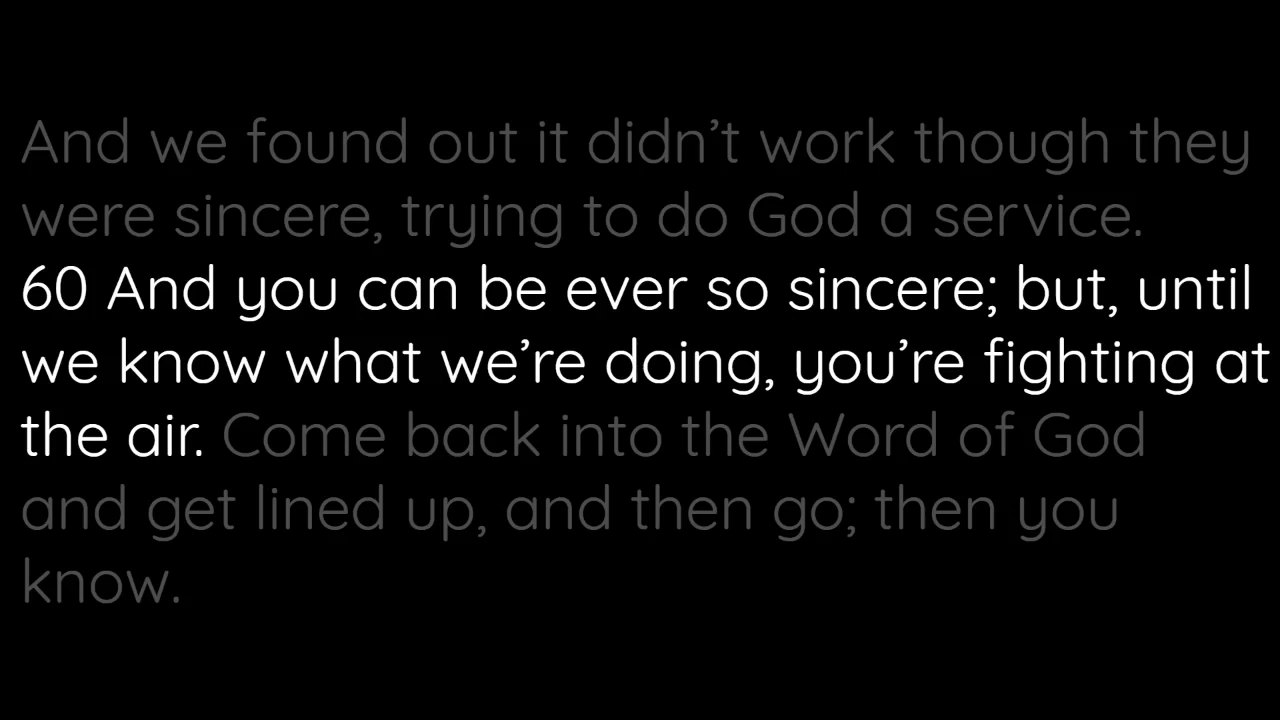 And we found out it didn’t work though they
were sincere, trying to do God a service.
60 And you can be ever so sincere; but, until
we know what we’re doing, you’re fighting at
the air. Come back into the Word of God
and get lined up, and then go; then you
know.